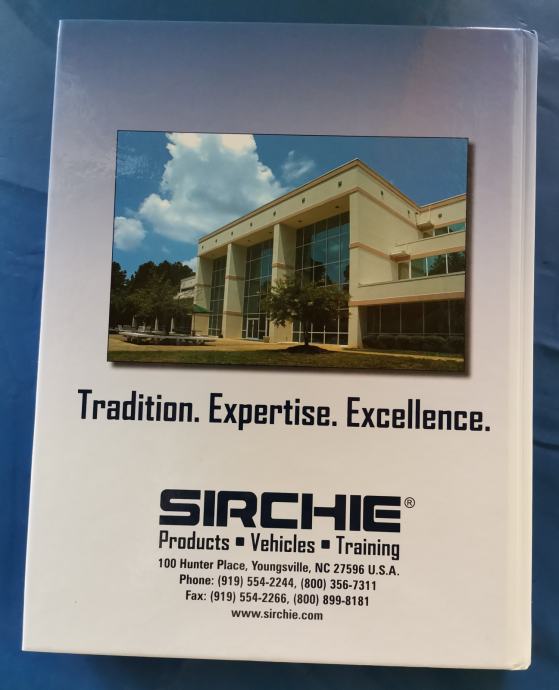 Tradition. Expertise. Excellence.
SIRCHIE®
Products ▪ Vehicles ▪ Training
100 Hunter Place, Youngsville, NC 27596 U.S.A.
Phone: (919) 554-2244, (800) 356-7311
Fax: (919) 554-2266, (800) 899-8181
www.sirchie.com